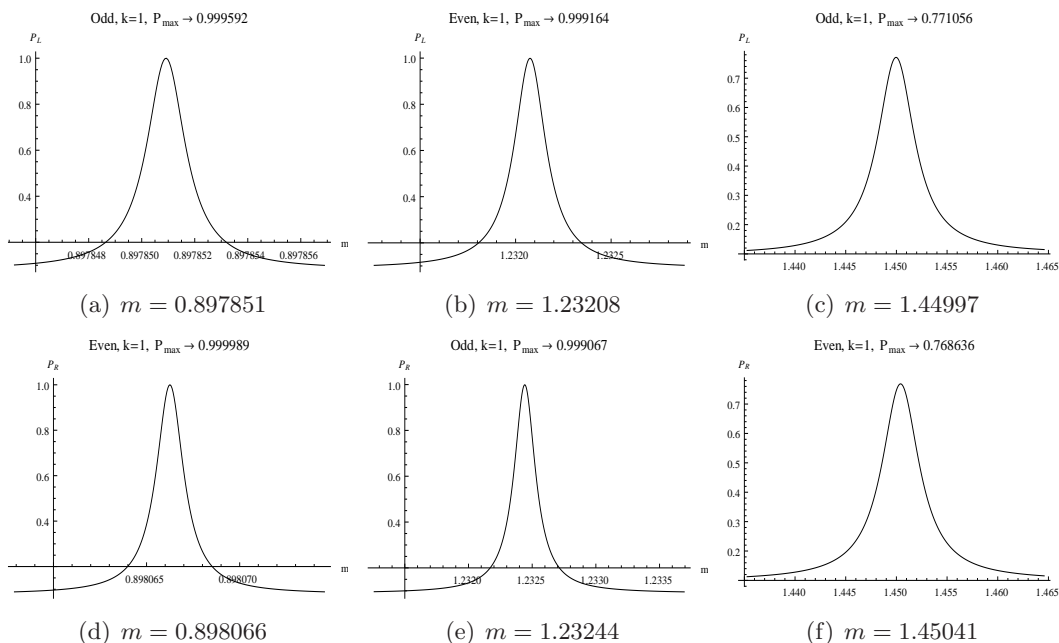 Odd, k=1, P_max → 0.999592
P_L
1.0
0.8
0.6
0.4
0.897848 0.897850 0.897852 0.897854 0.897856 m
(a) m = 0.897851
Even, k=1, P_max → 0.999164
P_L
1.0
0.8
0.6
0.4
1.2320 1.2325 m
(b) m = 1.23208
Odd, k=1, P_max → 0.771056
P_L
0.7
0.6
0.5
0.4
0.3
0.2
1.440 1.445 1.450 1.455 1.460 1.465 m
(c) m = 1.44997
Even, k=1, P_max → 0.999989
P_R
1.0
0.8
0.6
0.4
0.898065 0.898070 m
(d) m = 0.898066
Odd, k=1, P_max → 0.999067
P_R
1.0
0.8
0.6
0.4
1.2320 1.2325 1.2330 1.2335 m
(e) m = 1.23244
Even, k=1, P_max → 0.768636
P_R
0.7
0.6
0.5
0.4
0.3
0.2
1.440 1.445 1.450 1.455 1.460 1.465 m
(f) m = 1.45041